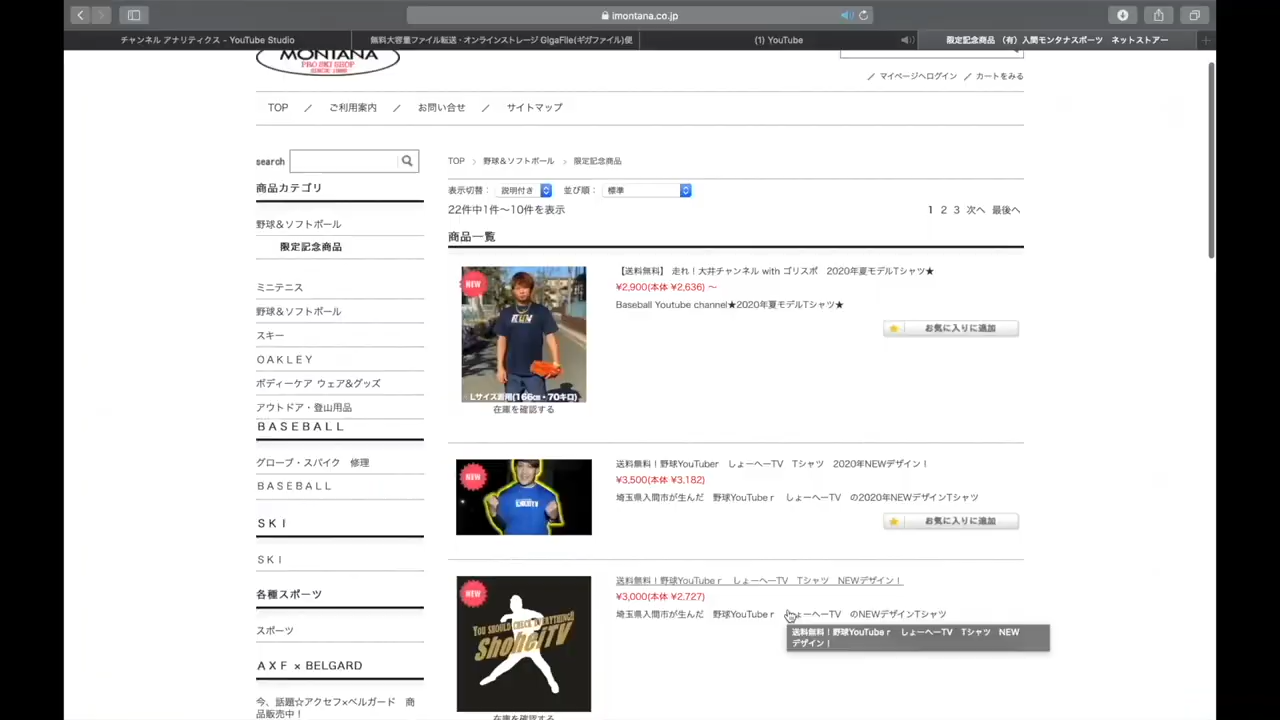 imontana.co.jp
チャンネル アナリティクス - YouTube Studio
無料大容量ファイル転送・オンラインストレージ GigaFile(ギガファイル)便
(1) YouTube
限定記念商品 （有）入間モンタナスポーツ ネットストアー
MONTANA
PRO SKI SHOP
マイページへログイン
カートをみる
TOP ／ ご利用案内 ／ お問い合せ ／ サイトマップ
search
商品カテゴリ
野球＆ソフトボール
限定記念商品
ミニテニス
野球＆ソフトボール
スキー
ＯＡＫＬＥＹ
ボディーケア ウェア&グッズ
アウトドア・登山用品
ＢＡＳＥＢＡＬＬ
グローブ・スパイク 修理
ＢＡＳＥＢＡＬＬ
ＳＫＩ
ＳＫＩ
各種スポーツ
スポーツ
ＡＸＦ × BELGARD
今、話題☆アクセフ×ベルガード 商
品販売中！
TOP > 野球＆ソフトボール > 限定記念商品
表示切替： 説明付き 並び順： 標準
22件中1件〜10件を表示
1 2 3 次へ 最後へ
商品一覧
NEW
Lサイズ着用(166㎝・70キロ)
在庫を確認する
【送料無料】 走れ！大井チャンネル with ゴリスポ 2020年夏モデルTシャツ★
¥2,900(本体 ¥2,636) 〜
Baseball Youtube channel★2020年夏モデルTシャツ★
お気に入りに追加
NEW
送料無料！野球YouTuber しょーへーTV Tシャツ 2020年NEWデザイン！
¥3,500(本体 ¥3,182)
埼玉県入間市が生んだ 野球YouTubeｒ しょーへーTV の2020年NEWデザインTシャツ
お気に入りに追加
NEW
YOU SHOULD CHECK EVERYTHING!!
ShoheiTV
在庫を確認する
送料無料！野球YouTubeｒ しょーへーTV Tシャツ NEWデザイン！
¥3,000(本体 ¥2,727)
埼玉県入間市が生んだ 野球YouTubeｒ しょーへーTV のNEWデザインTシャツ
送料無料！野球YouTubeｒ しょーへーTV Tシャツ NEW
デザイン！